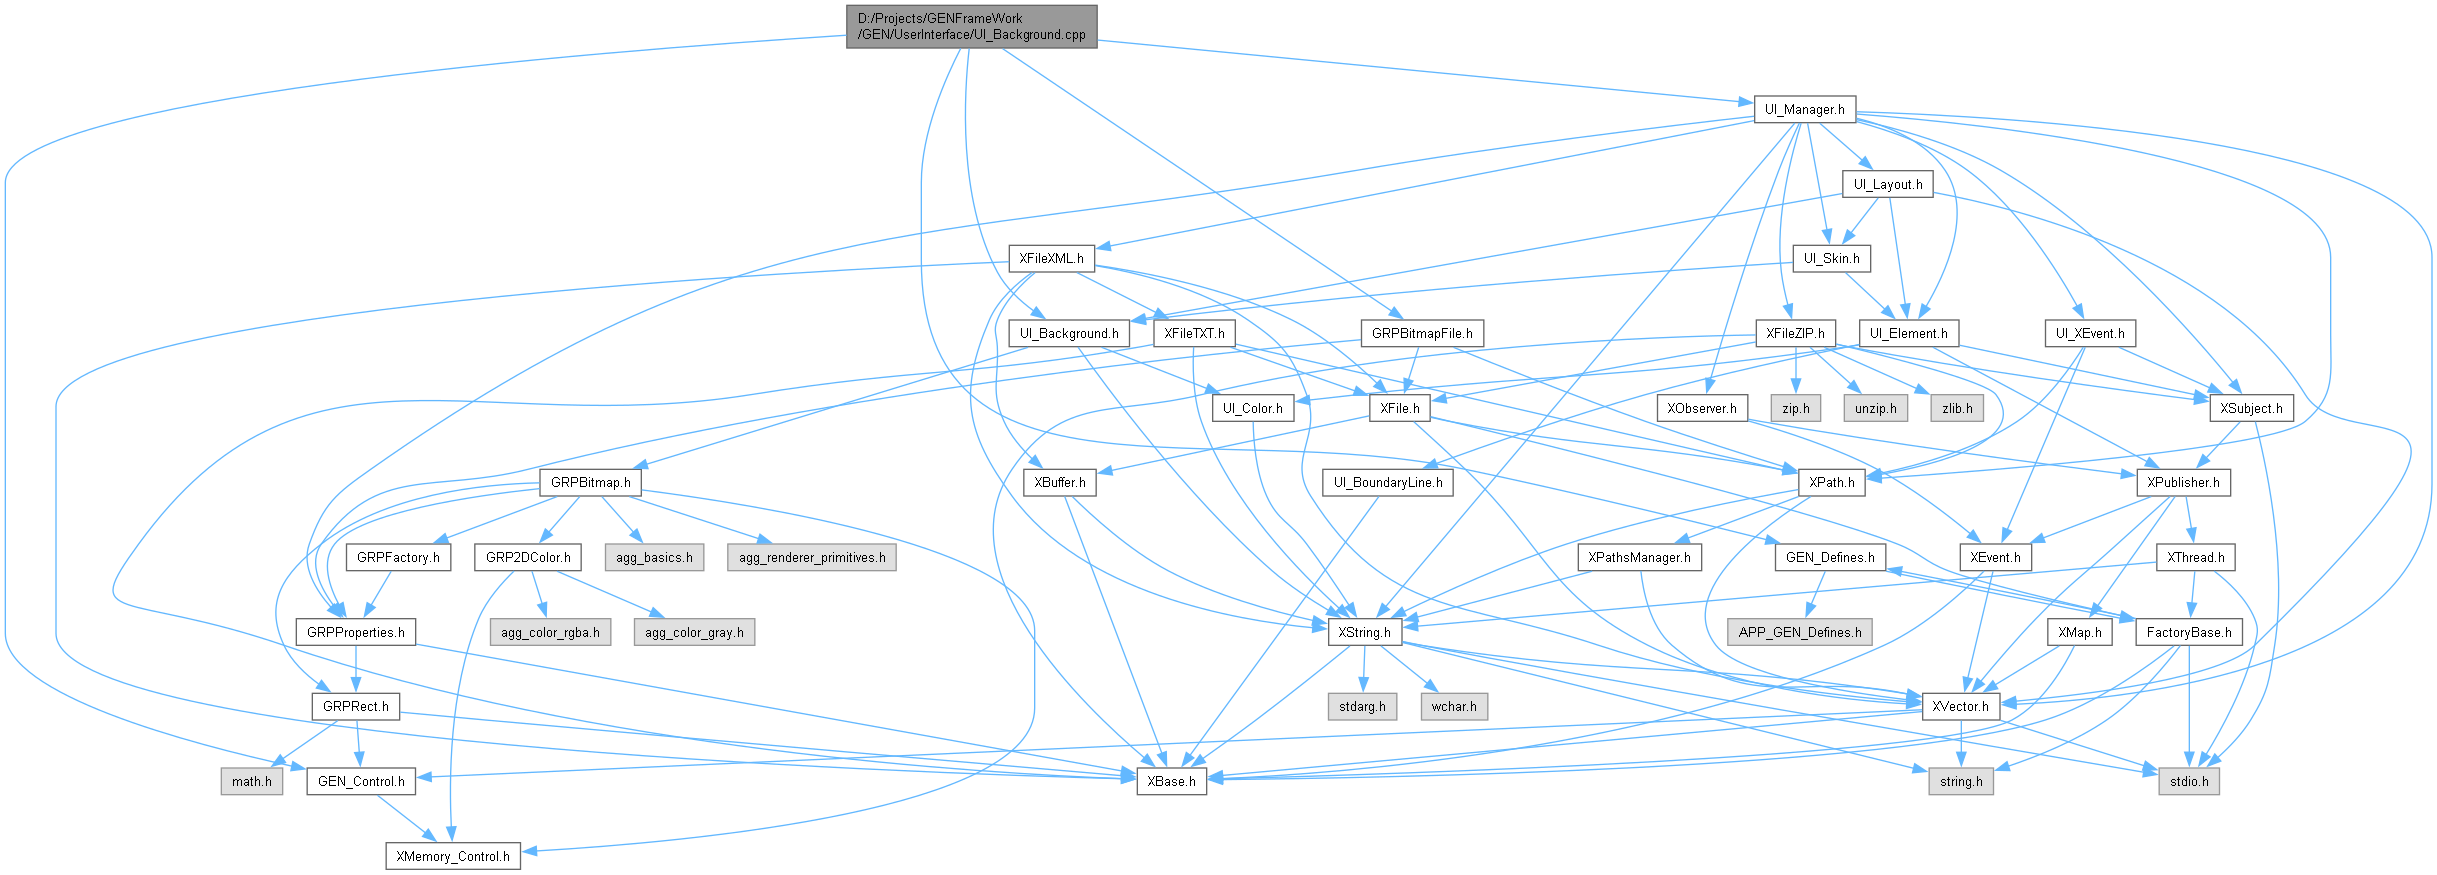 D:/Projects/GENFrameWork
/GEN/UserInterface/UI_Background.cpp
UI_Manager.h
UI_Layout.h
XFileXML.h
UI_Skin.h
UI_Background.h
XFileTXT.h
GRPBitmapFile.h
XFileZIP.h
UI_Element.h
UI_XEvent.h
UI_Color.h
XFile.h
XObserver.h
zip.h
unzip.h
zlib.h
XSubject.h
GRPBitmap.h
XBuffer.h
UI_BoundaryLine.h
XPath.h
XPublisher.h
GRPFactory.h
GRP2DColor.h
agg_basics.h
agg_renderer_primitives.h
XPathsManager.h
GEN_Defines.h
XEvent.h
XThread.h
GRPProperties.h
agg_color_rgba.h
agg_color_gray.h
XString.h
APP_GEN_Defines.h
XMap.h
FactoryBase.h
GRPRect.h
stdarg.h
wchar.h
XVector.h
math.h
GEN_Control.h
XBase.h
string.h
stdio.h
XMemory_Control.h